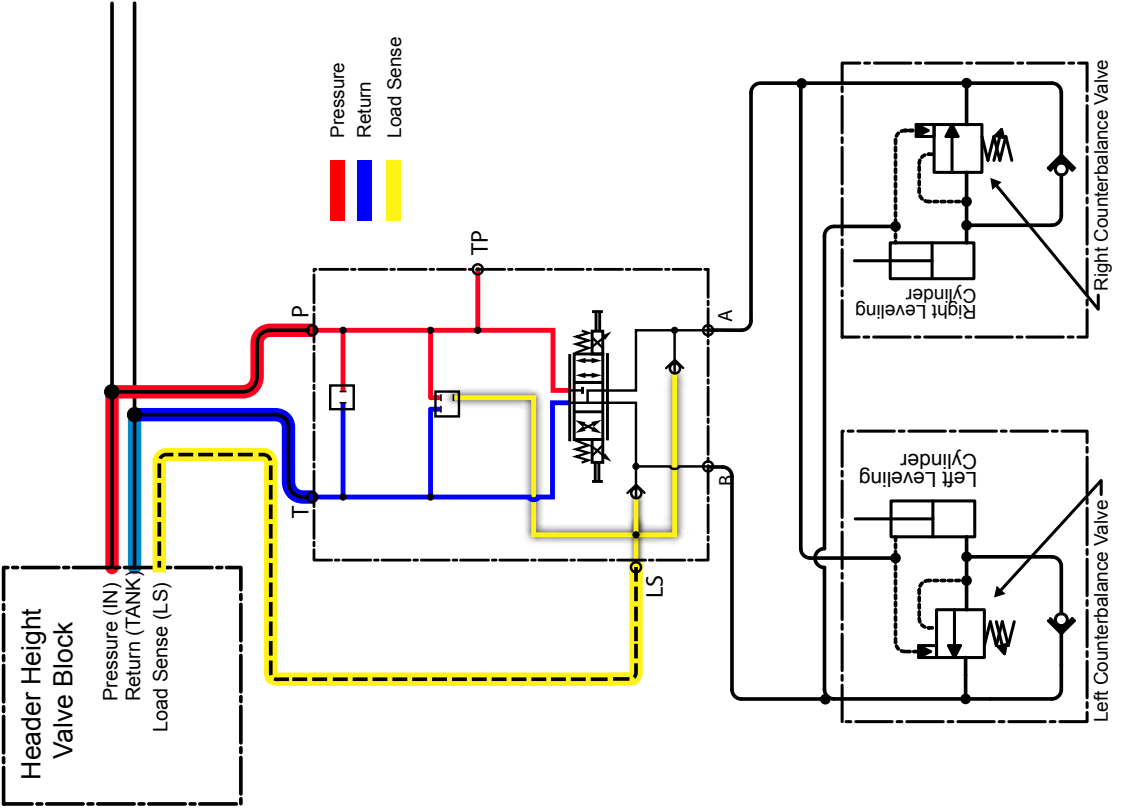 Header Height
Valve Block
Pressure (IN)
Return (TANK)
Load Sense (LS)
Pressure
Return
Load Sense
P
T
TP
A
B
LS
Right Leveling
Cylinder
Right Counterbalance Valve
Left Leveling
Cylinder
Left Counterbalance Valve